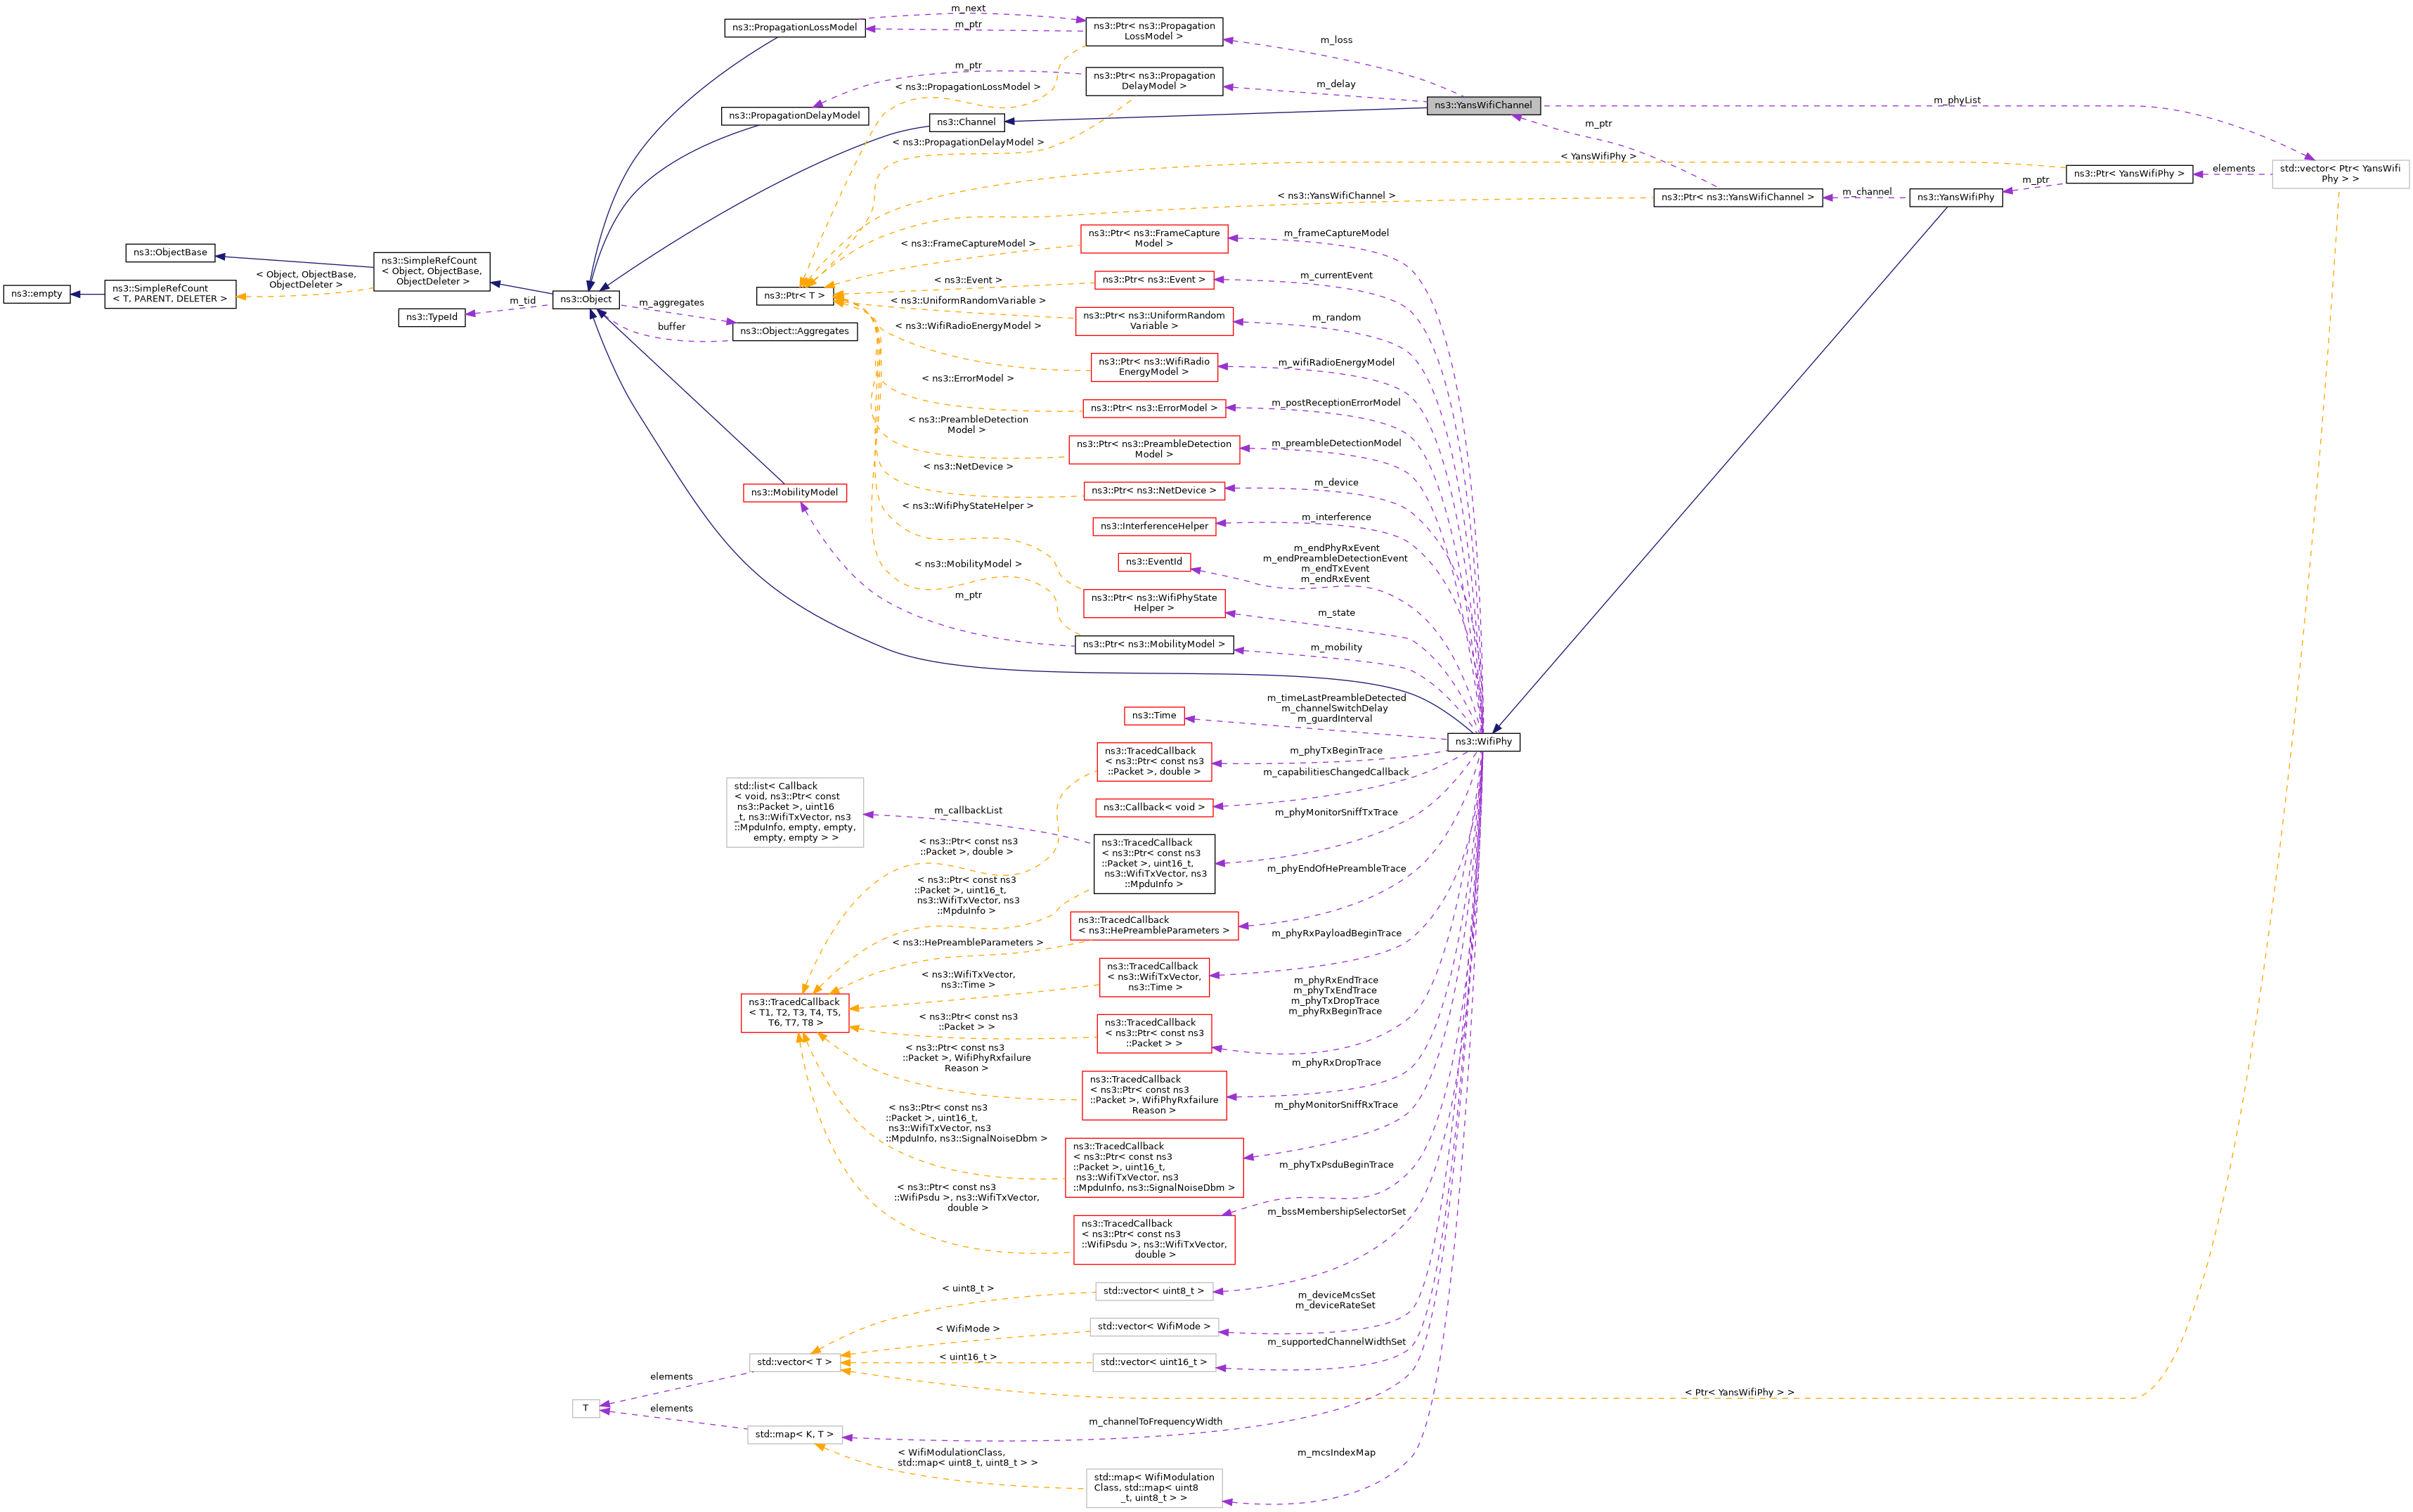 m_next
ns3::PropagationLossModel
m_ptr
ns3::Ptr< ns3::Propagation
LossModel >
m_loss
m_ptr
ns3::Ptr< ns3::Propagation
DelayModel >
m_delay
< ns3::PropagationLossModel >
ns3::YansWifiChannel
m_phyList
ns3::PropagationDelayModel
ns3::Channel
m_ptr
< ns3::PropagationDelayModel >
< YansWifiPhy >
ns3::Ptr< YansWifiPhy >
elements
std::vector< Ptr< YansWifi
Phy > >
m_ptr
< ns3::YansWifiChannel >
ns3::Ptr< ns3::YansWifiChannel >
m_channel
ns3::YansWifiPhy
ns3::Ptr< ns3::FrameCapture
Model >
m_frameCaptureModel
< ns3::FrameCaptureModel >
ns3::ObjectBase
ns3::SimpleRefCount
< Object, ObjectBase,
ObjectDeleter >
< Object, ObjectBase,
ObjectDeleter >
ns3::empty
ns3::SimpleRefCount
< T, PARENT, DELETER >
ns3::Object
m_tid
ns3::TypeId
m_aggregates
buffer
ns3::Object::Aggregates
ns3::Ptr< T >
< ns3::Event >
ns3::Ptr< ns3::Event >
m_currentEvent
< ns3::UniformRandomVariable >
ns3::Ptr< ns3::UniformRandom
Variable >
m_random
< ns3::WifiRadioEnergyModel >
ns3::Ptr< ns3::WifiRadio
EnergyModel >
m_wifiRadioEnergyModel
< ns3::ErrorModel >
ns3::Ptr< ns3::ErrorModel >
m_postReceptionErrorModel
< ns3::PreambleDetection
Model >
ns3::Ptr< ns3::PreambleDetection
Model >
m_preambleDetectionModel
< ns3::NetDevice >
ns3::Ptr< ns3::NetDevice >
m_device
ns3::MobilityModel
< ns3::WifiPhyStateHelper >
ns3::InterferenceHelper
m_interference
ns3::EventId
m_endPhyRxEvent
m_endPreambleDetectionEvent
m_endTxEvent
m_endRxEvent
< ns3::MobilityModel >
m_ptr
ns3::Ptr< ns3::WifiPhyState
Helper >
m_state
ns3::Ptr< ns3::MobilityModel >
m_mobility
ns3::Time
m_timeLastPreambleDetected
m_channelSwitchDelay
m_guardInterval
ns3::WifiPhy
ns3::TracedCallback
< ns3::Ptr< const ns3
::Packet >, double >
m_phyTxBeginTrace
m_capabilitiesChangedCallback
ns3::Callback< void >
std::list< Callback
< void, ns3::Ptr< const
ns3::Packet >, uint16
_t, ns3::WifiTxVector, ns3
::MpduInfo, empty, empty,
empty, empty > >
m_callbackList
m_phyMonitorSniffTxTrace
ns3::TracedCallback
< ns3::Ptr< const ns3
::Packet >, uint16_t,
ns3::WifiTxVector, ns3
::MpduInfo >
< ns3::Ptr< const ns3
::Packet >, double >
m_phyEndOfHePreambleTrace
< ns3::Ptr< const ns3
::Packet >, uint16_t,
ns3::WifiTxVector, ns3
::MpduInfo >
ns3::TracedCallback
< ns3::HePreambleParameters >
m_phyRxPayloadBeginTrace
< ns3::HePreambleParameters >
ns3::TracedCallback
< ns3::WifiTxVector,
ns3::Time >
< ns3::WifiTxVector,
ns3::Time >
ns3::TracedCallback
< T1, T2, T3, T4, T5,
T6, T7, T8 >
m_phyRxEndTrace
m_phyTxEndTrace
m_phyTxDropTrace
m_phyRxBeginTrace
< ns3::Ptr< const ns3
::Packet > >
ns3::TracedCallback
< ns3::Ptr< const ns3
::Packet > >
< ns3::Ptr< const ns3
::Packet >, WifiPhyRxfailure
Reason >
m_phyRxDropTrace
ns3::TracedCallback
< ns3::Ptr< const ns3
::Packet >, WifiPhyRxfailure
Reason >
m_phyMonitorSniffRxTrace
< ns3::Ptr< const ns3
::Packet >, uint16_t,
ns3::WifiTxVector, ns3
::MpduInfo, ns3::SignalNoiseDbm >
ns3::TracedCallback
< ns3::Ptr< const ns3
::Packet >, uint16_t,
ns3::WifiTxVector, ns3
::MpduInfo, ns3::SignalNoiseDbm >
m_phyTxPsduBeginTrace
< ns3::Ptr< const ns3
::WifiPsdu >, ns3::WifiTxVector,
double >
m_bssMembershipSelectorSet
ns3::TracedCallback
< ns3::Ptr< const ns3
::WifiPsdu >, ns3::WifiTxVector,
double >
< uint8_t >
std::vector< uint8_t >
m_deviceMcsSet
m_deviceRateSet
< WifiMode >
std::vector< WifiMode >
m_supportedChannelWidthSet
std::vector< T >
< uint16_t >
std::vector< uint16_t >
elements
< Ptr< YansWifiPhy > >
T
elements
m_channelToFrequencyWidth
std::map< K, T >
< WifiModulationClass,
std::map< uint8_t, uint8_t > >
m_mcsIndexMap
std::map< WifiModulation
Class, std::map< uint8
_t, uint8_t > >